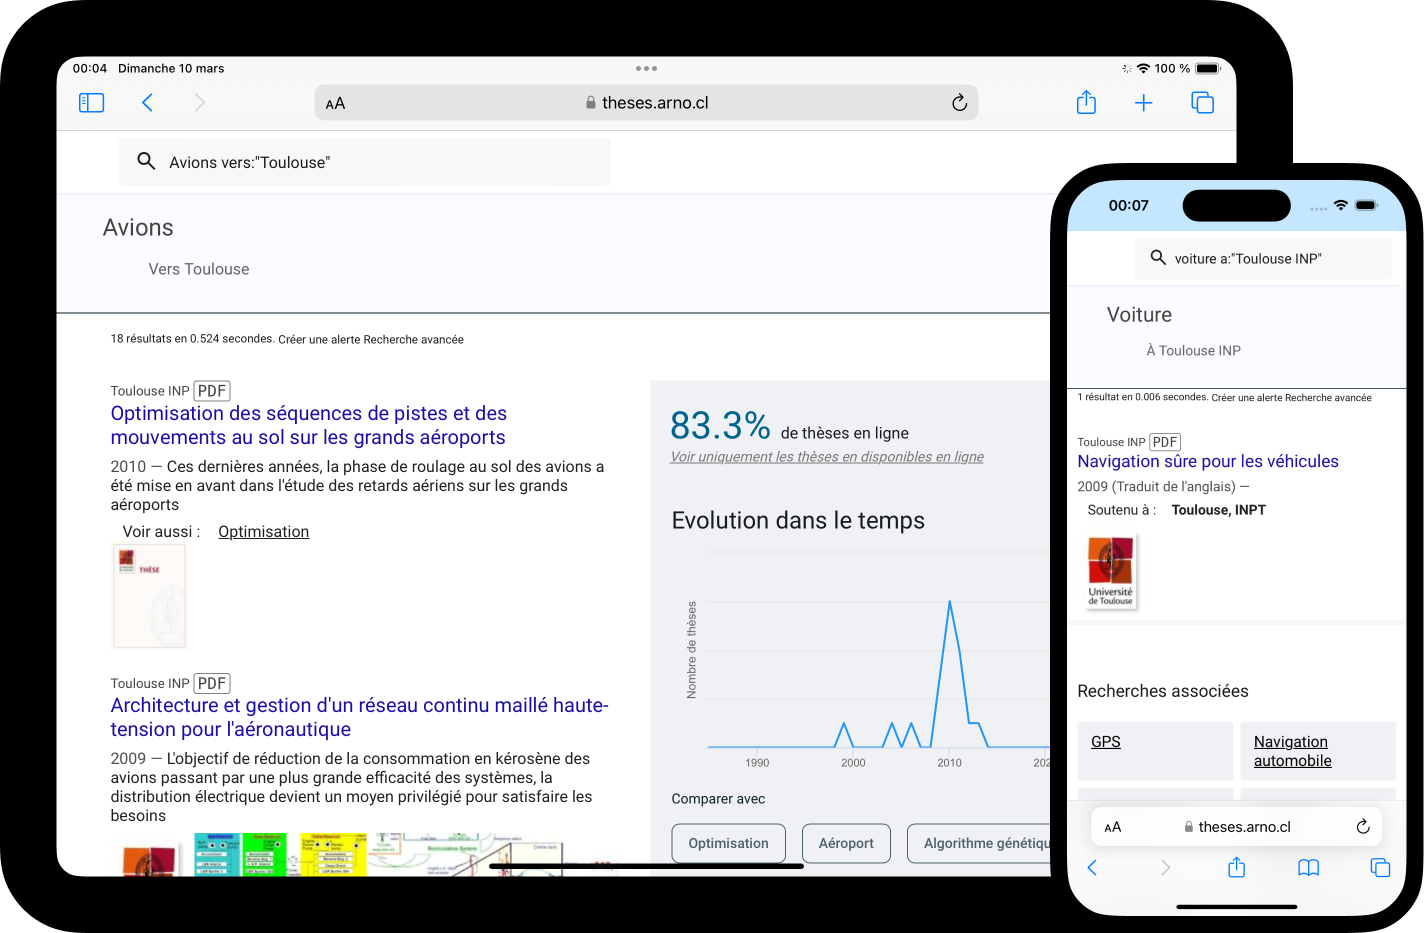 00:04 Dimanche 10 mars
100 %
AA
theses.arno.cl
Avions vers:"Toulouse"
Avions
Vers Toulouse
18 résultats en 0.524 secondes. Créer une alerte Recherche avancée
Toulouse INP PDF
Optimisation des séquences de pistes et des
mouvements au sol sur les grands aéroports
2010 — Ces dernières années, la phase de roulage au sol des avions a
été mise en avant dans l'étude des retards aériens sur les grands
aéroports
Voir aussi : Optimisation
THÈSE
Toulouse INP PDF
Architecture et gestion d'un réseau continu maillé haute-
tension pour l'aéronautique
2009 — L'objectif de réduction de la consommation en kérosène des
avions passant par une plus grande efficacité des systèmes, la
distribution électrique devient un moyen privilégié pour satisfaire les
besoins
83.3% de thèses en ligne
Voir uniquement les thèses en disponibles en ligne
Evolution dans le temps
Nombre de thèses
1990
2000
2010
202
Comparer avec
Optimisation
Aéroport
Algorithme génétiqu
00:07
voiture a:"Toulouse INP"
Voiture
À Toulouse INP
1 résultat en 0.006 secondes. Créer une alerte Recherche avancée
Toulouse INP PDF
Navigation sûre pour les véhicules
2009 (Traduit de l'anglais) —
Soutenu à : Toulouse, INPT
Université
de Toulouse
Recherches associées
GPS
Navigation
automobile
AA
theses.arno.cl